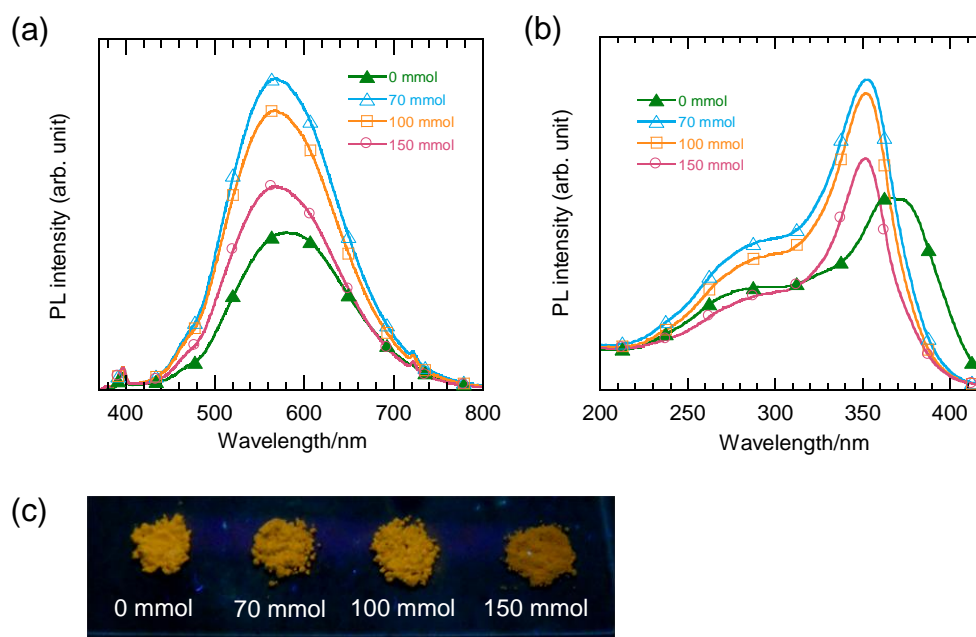 (a)
(b)
0 mmol
70 mmol
100 mmol
150 mmol
PL intensity (arb. unit)
400 500 600 700 800
Wavelength/nm
0 mmol
70 mmol
100 mmol
150 mmol
PL intensity (arb. unit)
200 250 300 350 400
Wavelength/nm
(c)
0 mmol 70 mmol 100 mmol 150 mmol